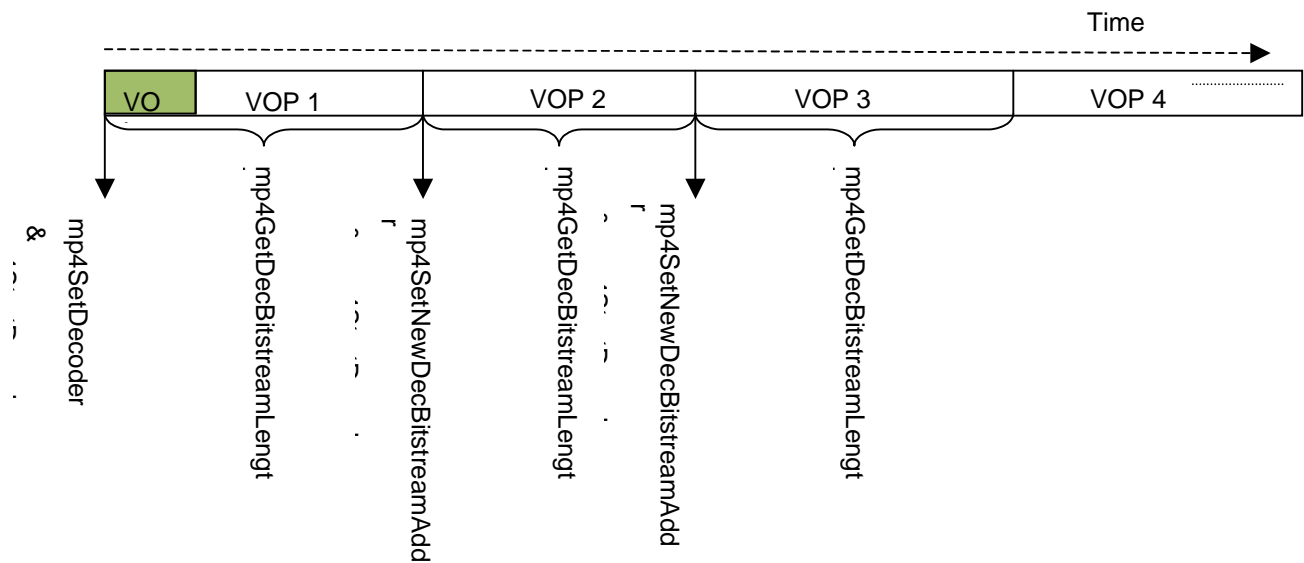 Time
VO
VOP 1
VOP 2
VOP 3
VOP 4
mp4SetDecoder
&
mp4GetDecBitstreamLengt
mp4SetNewDecBitstreamAdd
r
mp4GetDecBitstreamLengt
mp4SetNewDecBitstreamAdd
r
mp4GetDecBitstreamLengt